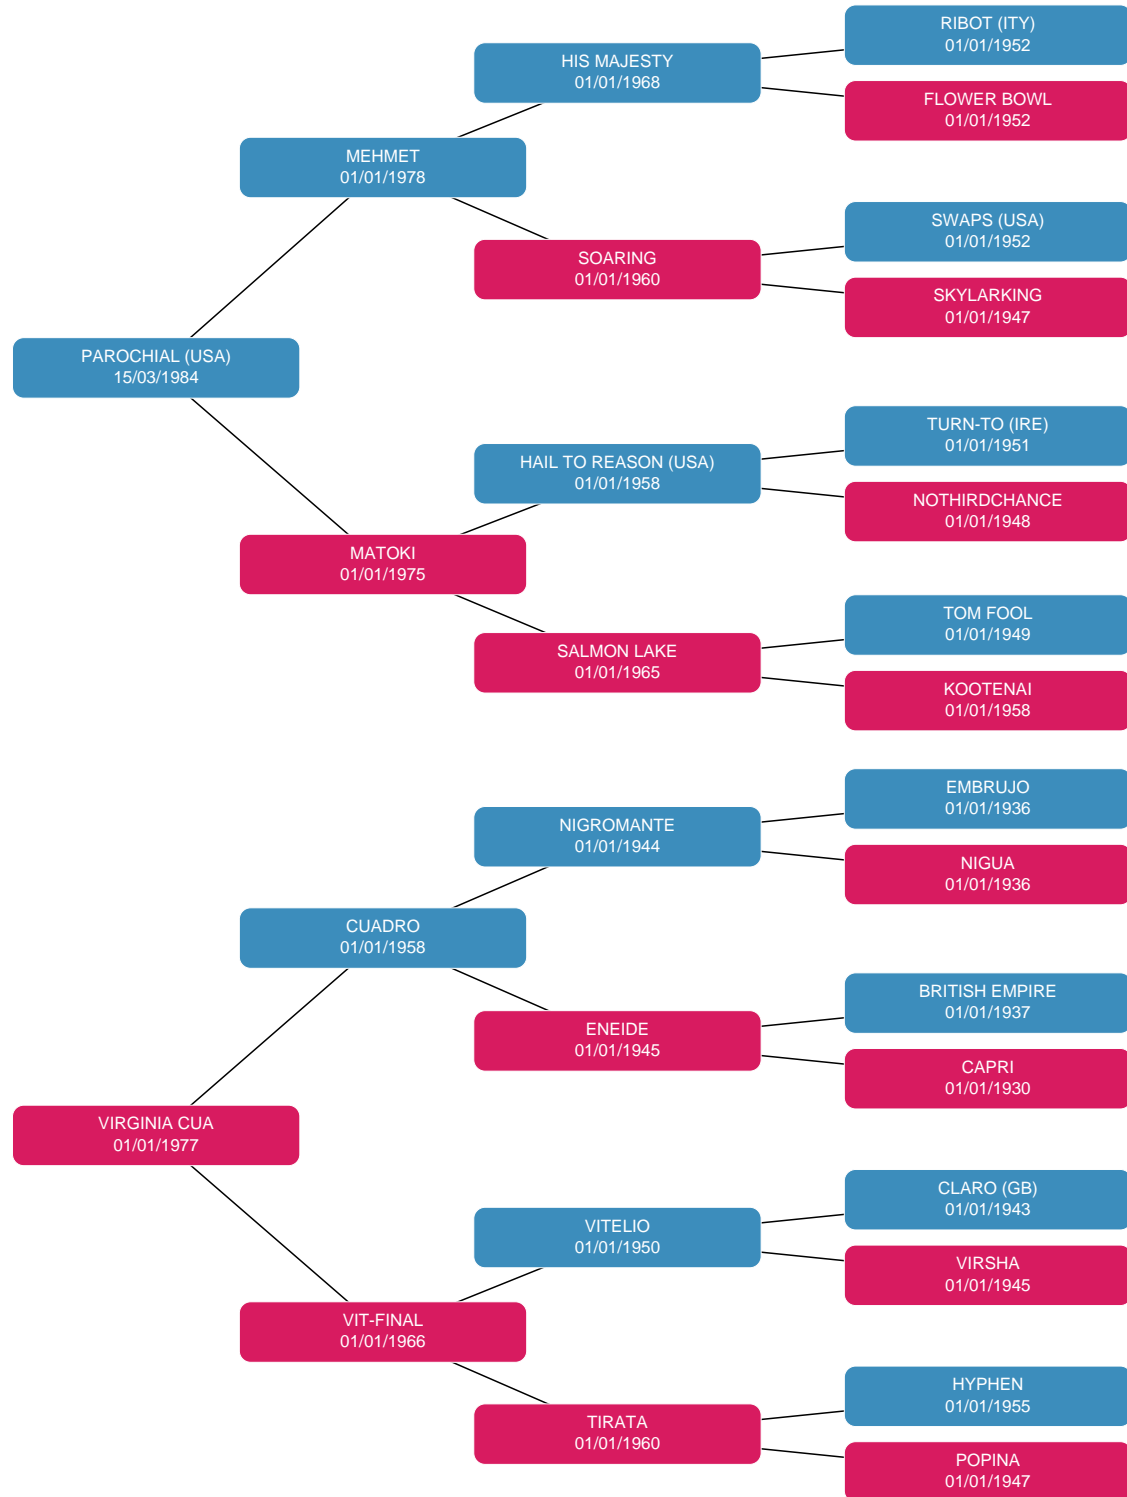 RIBOT (ITY)
01/01/1952
HIS MAJESTY
01/01/1968
FLOWER BOWL
01/01/1952
MEHMET
01/01/1978
SWAPS (USA)
01/01/1952
SOARING
01/01/1960
SKYLARKING
01/01/1947
PAROCHIAL (USA)
15/03/1984
TURN-TO (IRE)
01/01/1951
HAIL TO REASON (USA)
01/01/1958
NOTHIRDCHANCE
01/01/1948
MATOKI
01/01/1975
TOM FOOL
01/01/1949
SALMON LAKE
01/01/1965
KOOTENAI
01/01/1958
EMBRUJO
01/01/1936
NIGROMANTE
01/01/1944
NIGUA
01/01/1936
CUADRO
01/01/1958
BRITISH EMPIRE
01/01/1937
ENEIDE
01/01/1945
CAPRI
01/01/1930
VIRGINIA CUA
01/01/1977
CLARO (GB)
01/01/1943
VITELIO
01/01/1950
VIRSHA
01/01/1945
VIT-FINAL
01/01/1966
HYPHEN
01/01/1955
TIRATA
01/01/1960
POPINA
01/01/1947